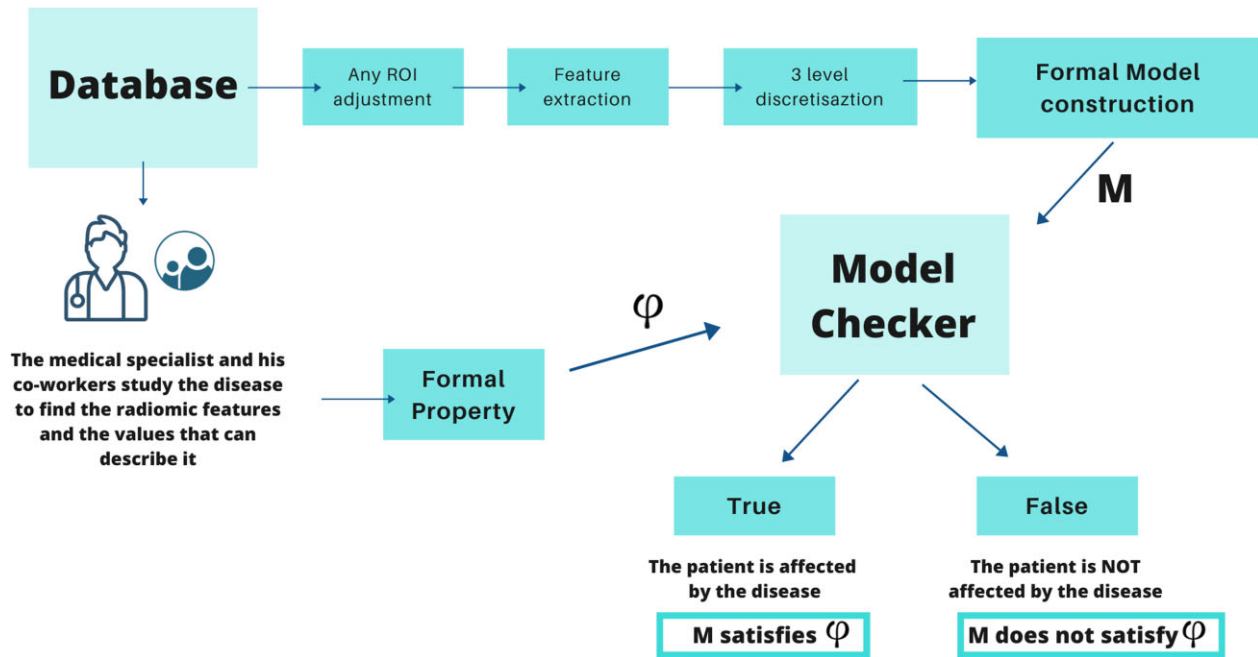 Database
Any ROI
adjustment
Feature
extraction
3 level
discretisaztion
Formal Model
construction
M
Model
Checker
φ
The medical specialist and his
co-workers study the disease
to find the radiomic features
and the values that can
describe it
Formal
Property
True
False
The patient is affected
by the disease
The patient is NOT
affected by the disease
M satisfies φ
M does not satisfy φ